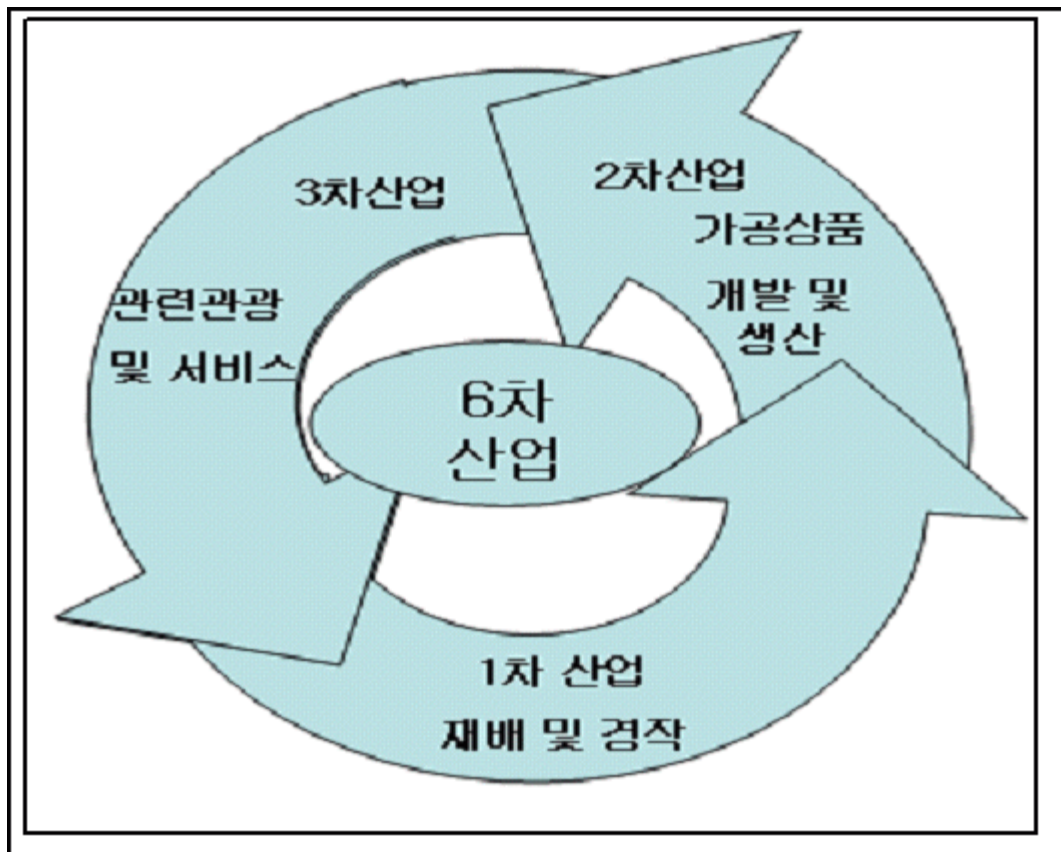 3차산업
관련관광
및 서비스
2차산업
가공상품
개발 및
생산
6차
산업
1차 산업
재배 및 경작